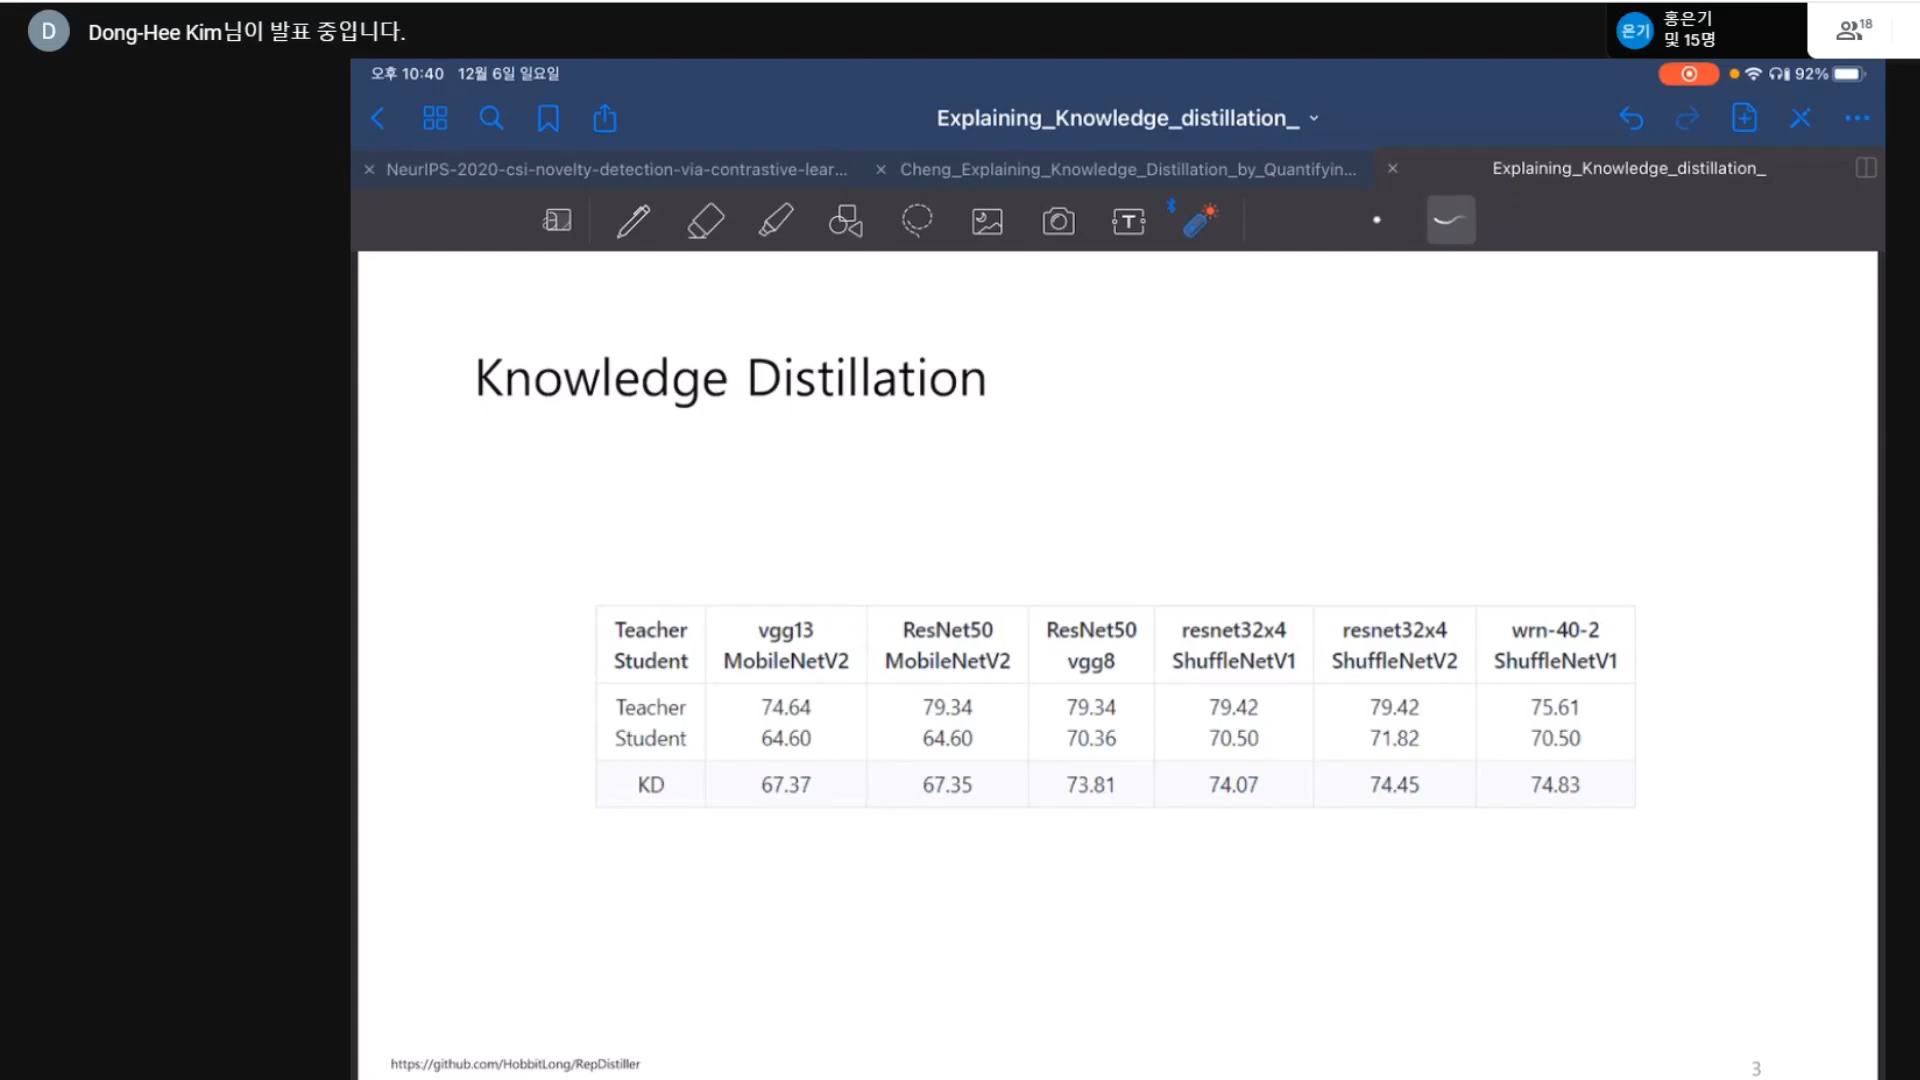 D
Dong-Hee Kim님이 발표 중입니다.
은기
홍은기
및 15명
18
오후 10:40 12월 6일 일요일
92%
Explaining_Knowledge_distillation_
NeurIPS-2020-csi-novelty-detection-via-contrastive-lear...
Cheng_Explaining_Knowledge_Distillation_by_Quantifyin...
Explaining_Knowledge_distillation_
T
Knowledge Distillation
Teacher vgg13 ResNet50 ResNet50 resnet32x4 resnet32x4 wrn-40-2
Student MobileNetV2 MobileNetV2 vgg8 ShuffleNetV1 ShuffleNetV2 ShuffleNetV1
Teacher 74.64 79.34 79.34 79.42 79.42 75.61
Student 64.60 64.60 70.36 70.50 71.82 70.50
KD 67.37 67.35 73.81 74.07 74.45 74.83
https://github.com/HobbitLong/RepDistiller
3